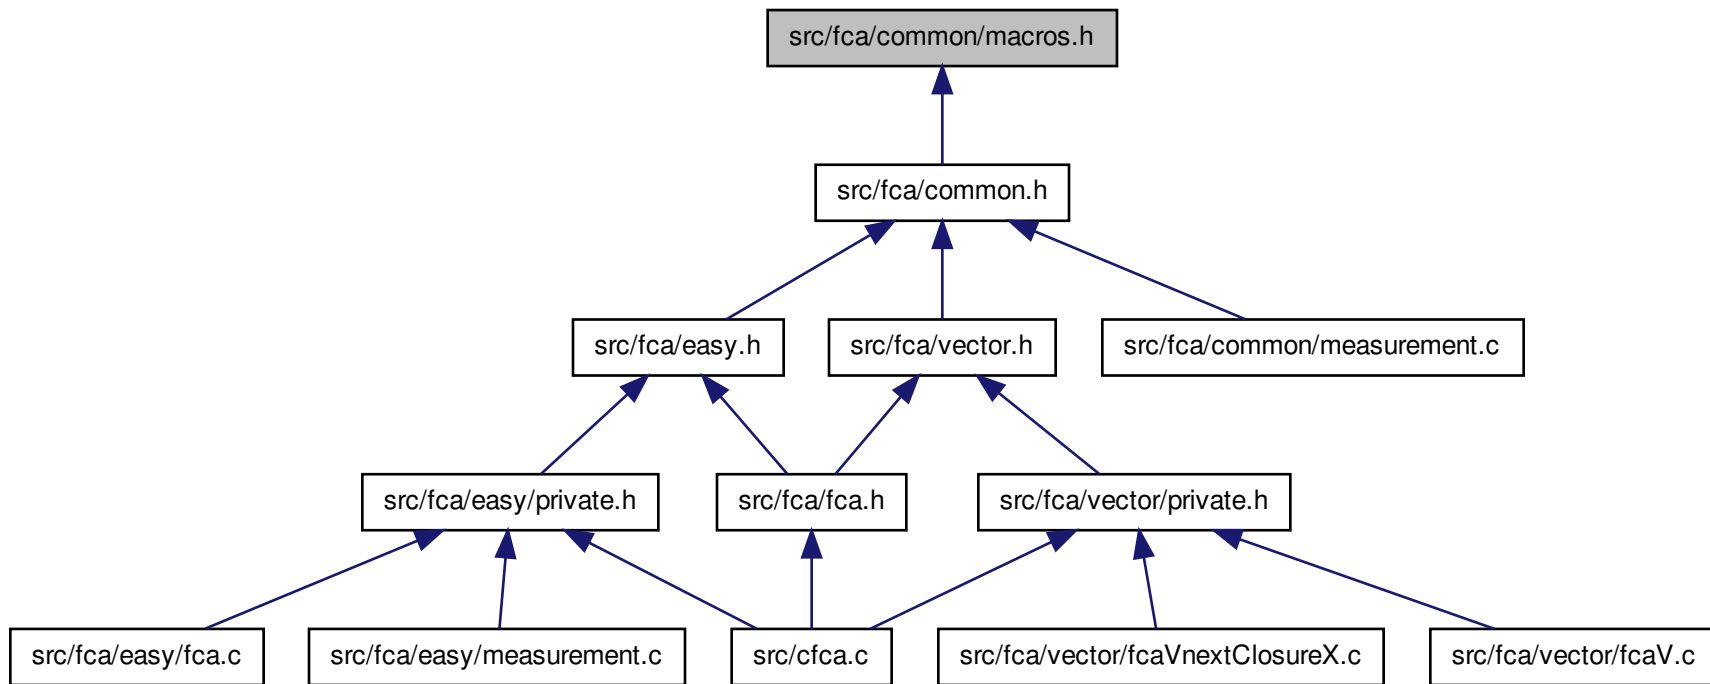 src/fca/common/macros.h
src/fca/common.h
src/fca/easy.h
src/fca/vector.h
src/fca/common/measurement.c
src/fca/easy/private.h
src/fca/fca.h
src/fca/vector/private.h
src/fca/easy/fca.c
src/fca/easy/measurement.c
src/cfca.c
src/fca/vector/fcaVnextClosureX.c
src/fca/vector/fcaV.c